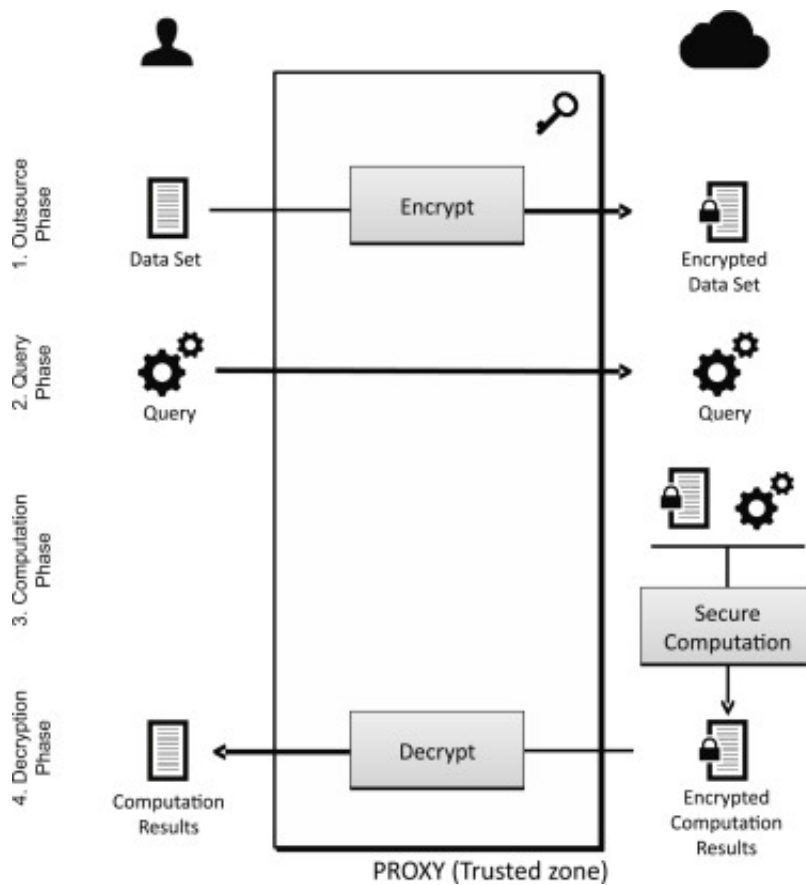 1. Outsource
Phase
Data Set
Encrypt
Encrypted
Data Set
2. Query
Phase
Query
Query
3. Computation
Phase
Secure
Computation
4. Decryption
Phase
Computation
Results
Decrypt
Encrypted
Computation
Results
PROXY (Trusted zone)